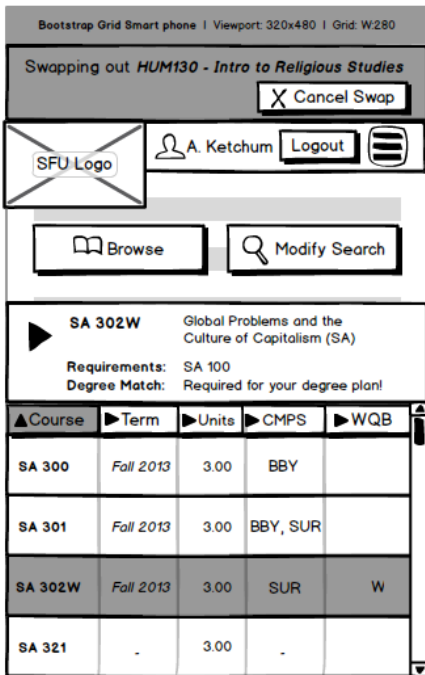 Bootstrap Grid Smart phone | Viewport: 320x480 | Grid: W:280
Swapping out HUM130 - Intro to Religious Studies
X Cancel Swap
SFU Logo
A. Ketchum
Logout
Browse
Modify Search
SA 302W Global Problems and the
Culture of Capitalism (SA)
Requirements: SA 100
Degree Match: Required for your degree plan!
Course Term Units CMPS WQB
SA 300 Fall 2013 3.00 BBY
SA 301 Fall 2013 3.00 BBY, SUR
SA 302W Fall 2013 3.00 SUR W
SA 321 - 3.00 -